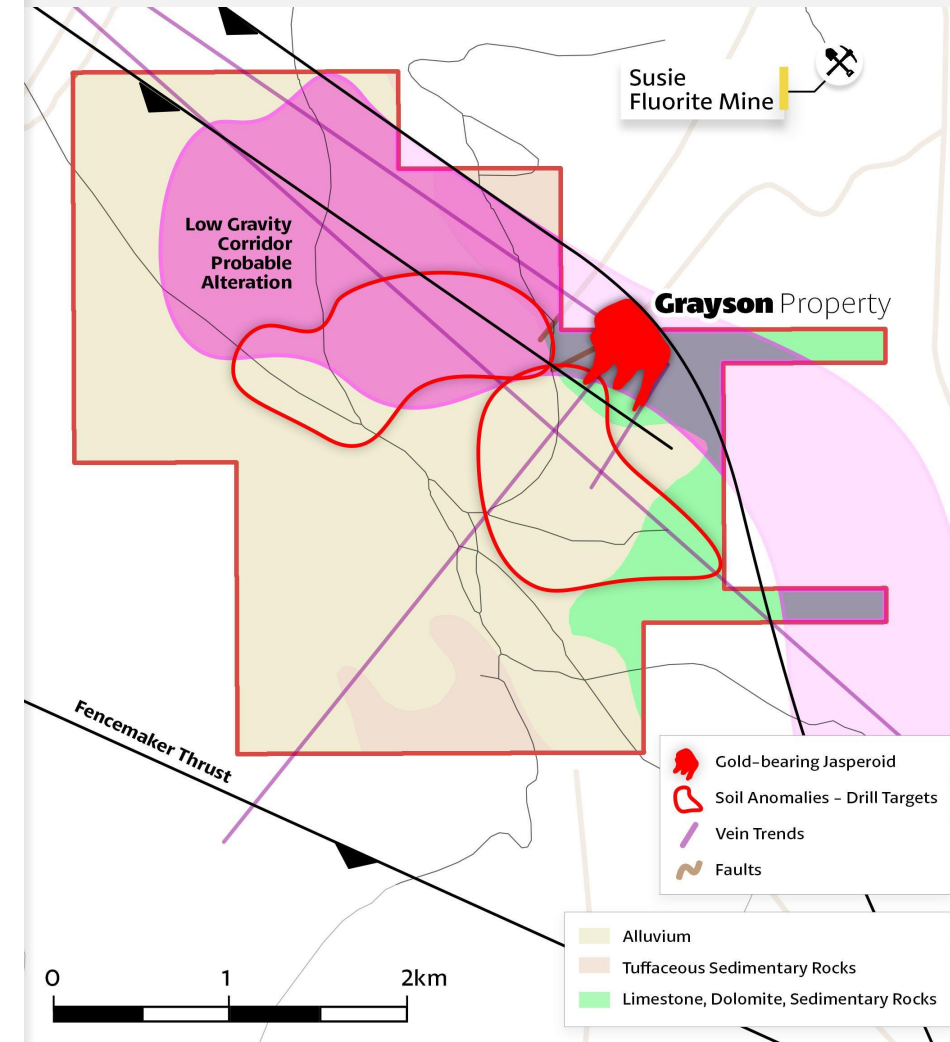 Susie
Fluorite Mine
Low Gravity
Corridor
Probable
Alteration
Grayson Property
Fencemaker Thrust
Gold-bearing Jasperoid
Soil Anomalies - Drill Targets
Vein Trends
Faults
Alluvium
Tuffaceous Sedimentary Rocks
Limestone, Dolomite, Sedimentary Rocks
0 1 2km